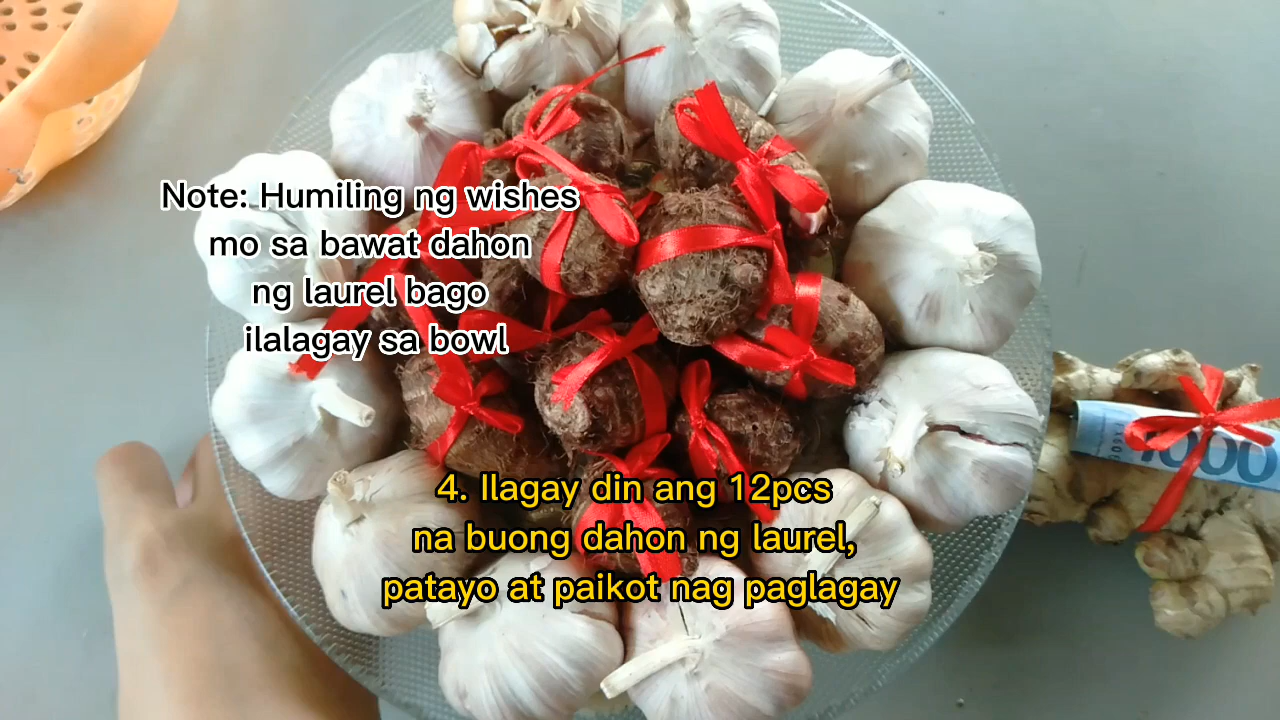 Note: Humiling ng wishes
mo sa bawat dahon
ng laurel bago
ilalagay sa bowl
1000
4. Ilagay din ang 12pcs
na buong dahon ng laurel,
patayo at paikot nag paglagay